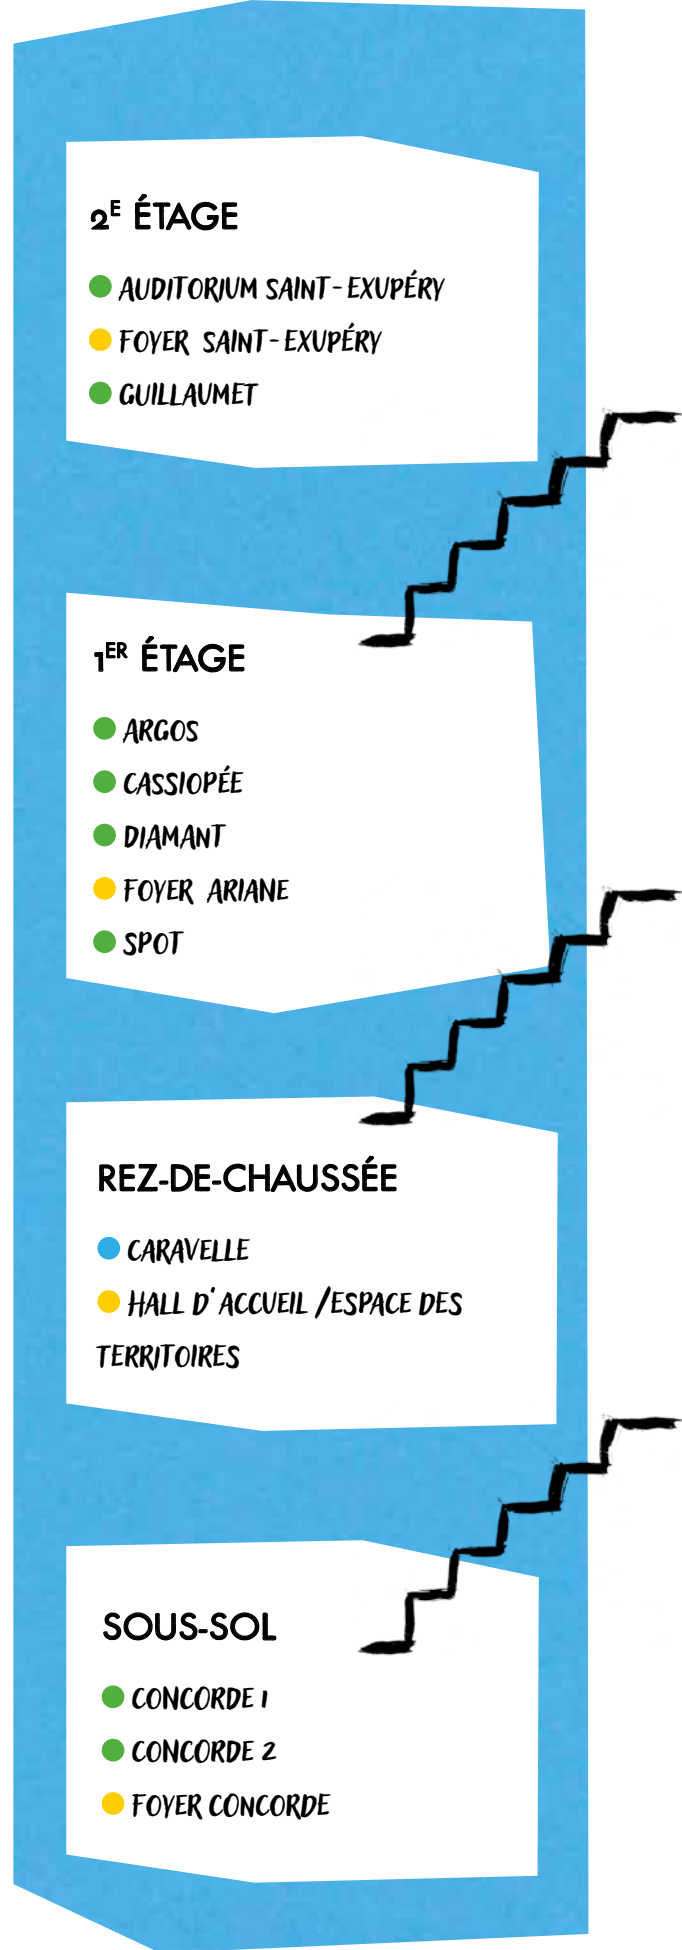 2E ÉTAGE
AUDITORIUM SAINT-EXUPÉRY
FOYER SAINT-EXUPÉRY
GUILLAUMET
1ER ÉTAGE
ARGOS
CASSIOPÉE
DIAMANT
FOYER ARIANE
SPOT
REZ-DE-CHAUSSÉE
CARAVELLE
HALL D'ACCUEIL /ESPACE DES
TERRITOIRES
SOUS-SOL
CONCORDE 1
CONCORDE 2
FOYER CONCORDE